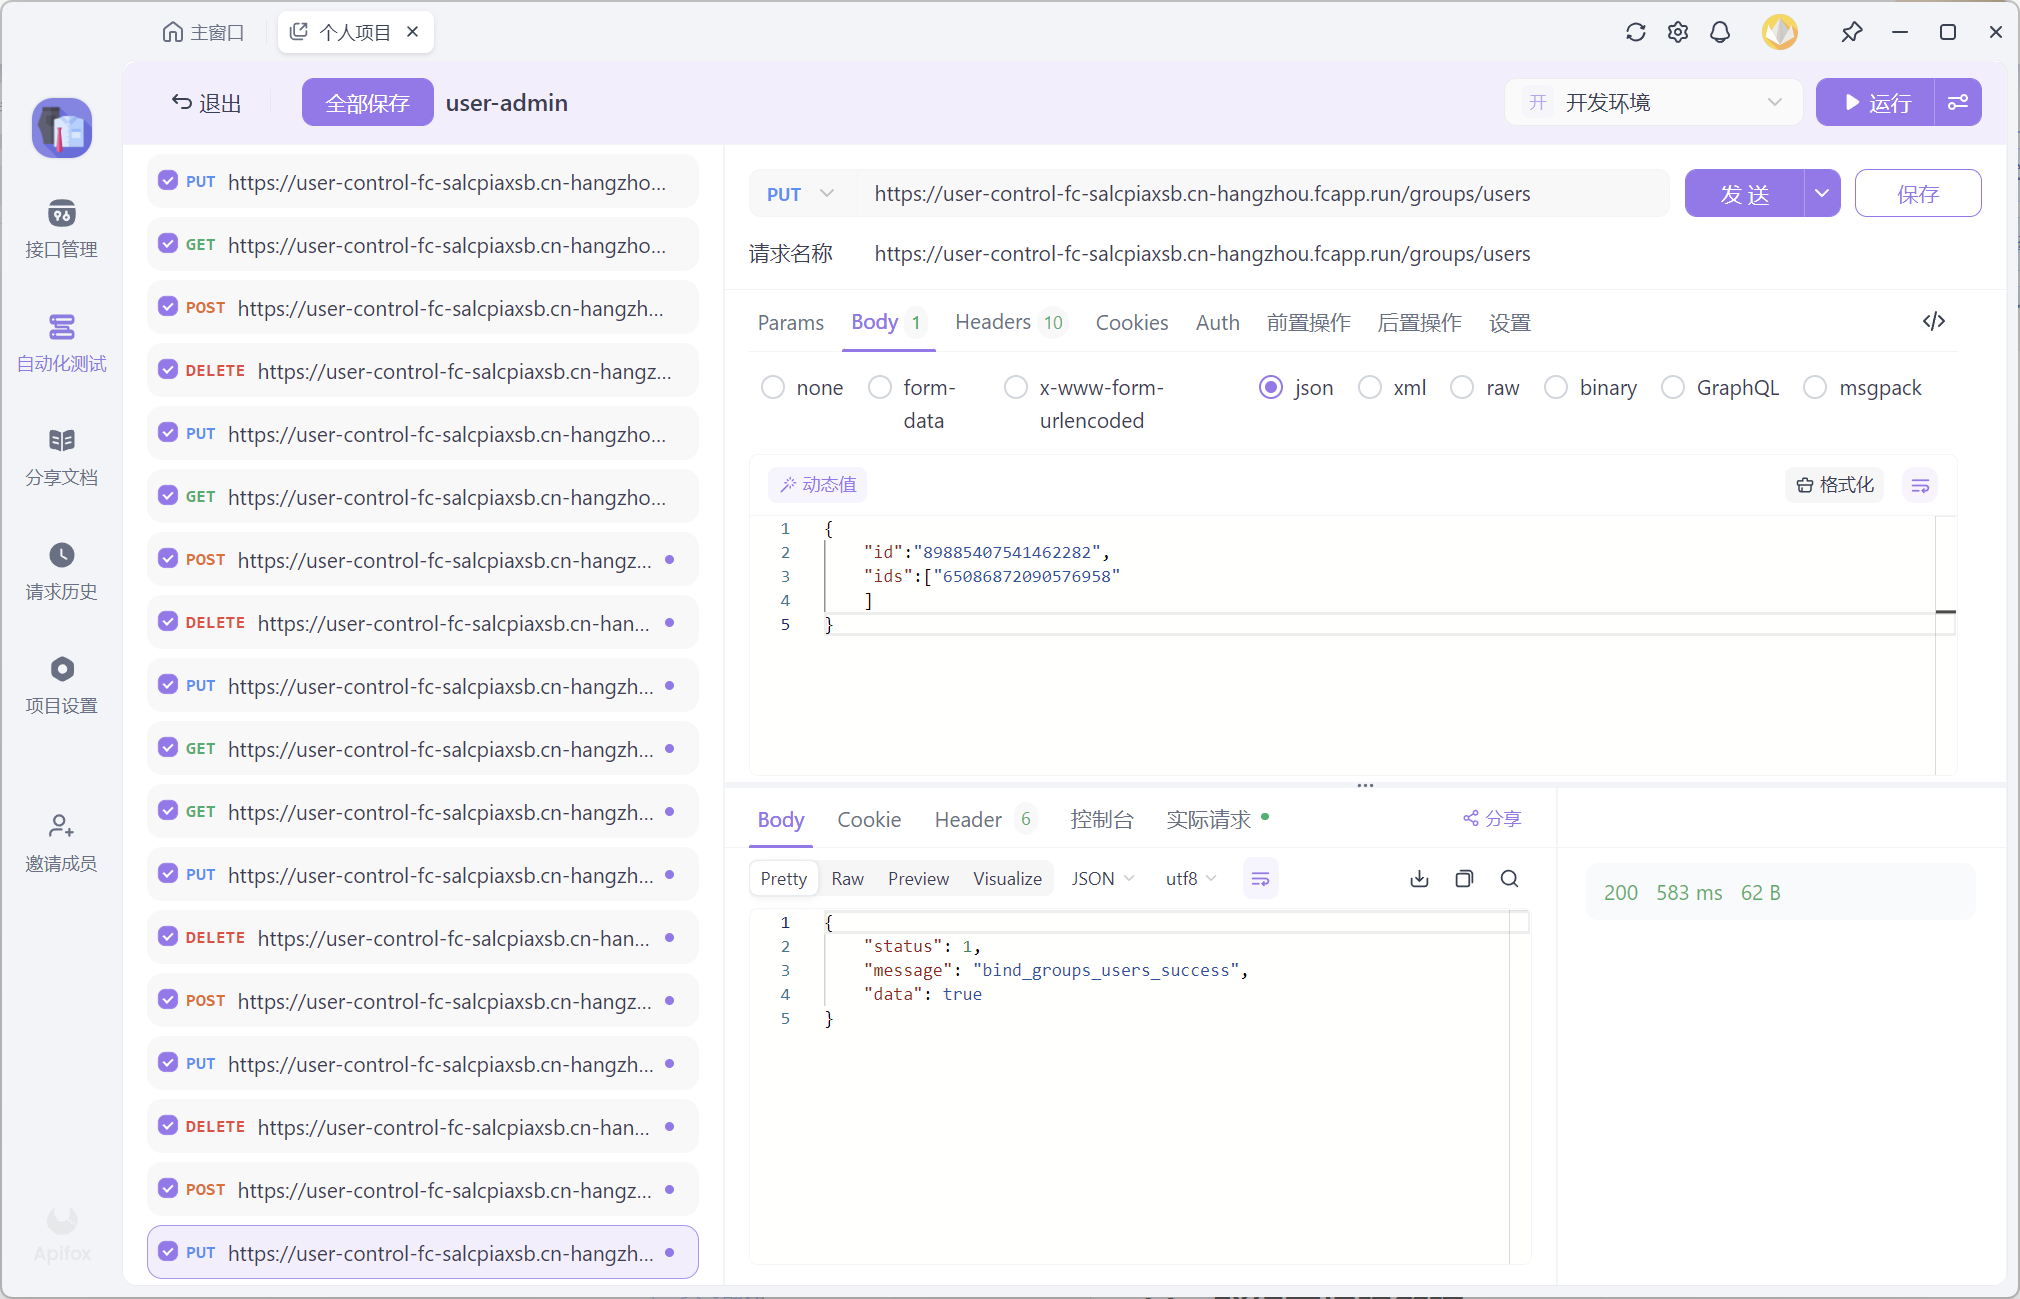 主窗口
个人项目
退出
全部保存
user-admin
开
开发环境
运行
接口管理
自动化测试
分享文档
请求历史
项目设置
邀请成员
Apifox
PUT https://user-control-fc-salcpiaxsb.cn-hangzho...
GET https://user-control-fc-salcpiaxsb.cn-hangzho...
POST https://user-control-fc-salcpiaxsb.cn-hangzh...
DELETE https://user-control-fc-salcpiaxsb.cn-hangz...
PUT https://user-control-fc-salcpiaxsb.cn-hangzho...
GET https://user-control-fc-salcpiaxsb.cn-hangzho...
POST https://user-control-fc-salcpiaxsb.cn-hangz...
DELETE https://user-control-fc-salcpiaxsb.cn-han...
PUT https://user-control-fc-salcpiaxsb.cn-hangzh...
GET https://user-control-fc-salcpiaxsb.cn-hangzh...
GET https://user-control-fc-salcpiaxsb.cn-hangzh...
PUT https://user-control-fc-salcpiaxsb.cn-hangzh...
DELETE https://user-control-fc-salcpiaxsb.cn-han...
POST https://user-control-fc-salcpiaxsb.cn-hangz...
PUT https://user-control-fc-salcpiaxsb.cn-hangzh...
DELETE https://user-control-fc-salcpiaxsb.cn-han...
POST https://user-control-fc-salcpiaxsb.cn-hangz...
PUT https://user-control-fc-salcpiaxsb.cn-hangzh...
PUT https://user-control-fc-salcpiaxsb.cn-hangzhou.fcapp.run/groups/users
发 送
保存
请求名称 https://user-control-fc-salcpiaxsb.cn-hangzhou.fcapp.run/groups/users
Params Body 1 Headers 10 Cookies Auth 前置操作 后置操作 设置
none form-data x-www-form-urlencoded json xml raw binary GraphQL msgpack
动态值
格式化
1 {
2 "id":"89885407541462282",
3 "ids":["65086872090576958"
4 ]
5 }
Body Cookie Header 6 控制台 实际请求
分享
Pretty Raw Preview Visualize JSON utf8
200 583 ms 62 B
1 {
2 "status": 1,
3 "message": "bind_groups_users_success",
4 "data": true
5 }